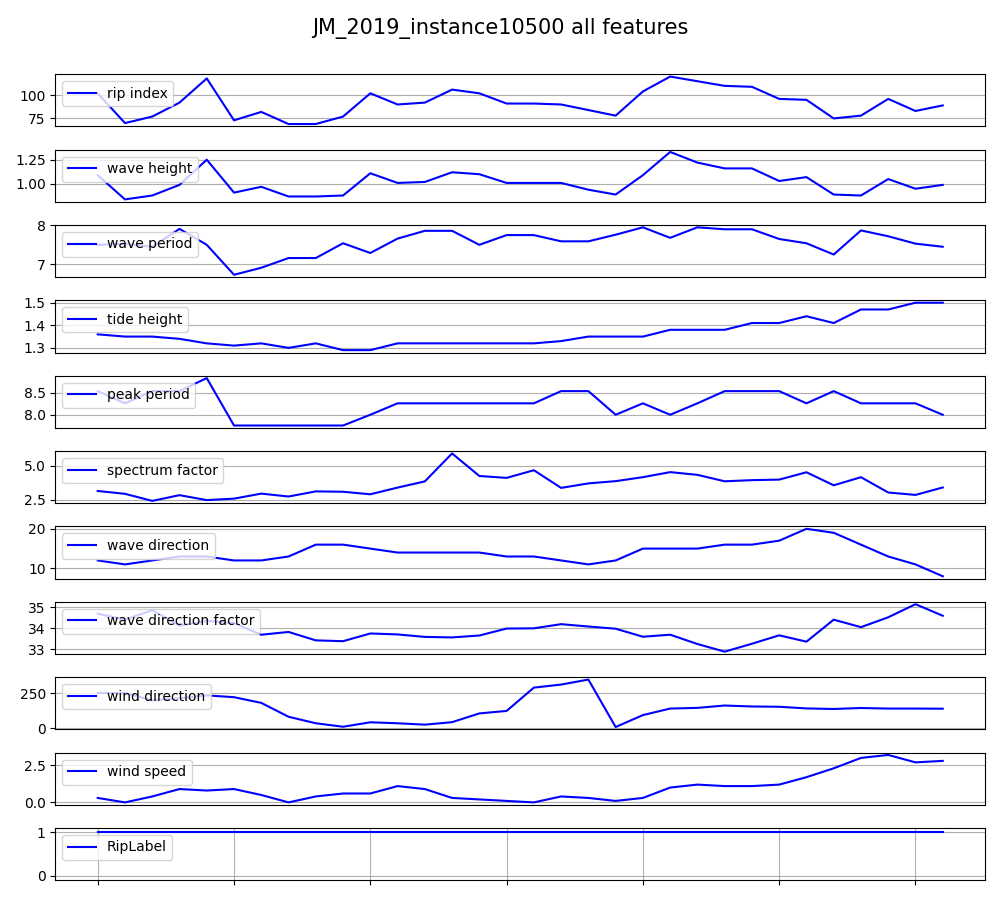 JM_2019_instance10500 all features
100
75
rip index
1.25
1.00
wave height
8
7
wave period
1.5
1.4
1.3
tide height
8.5
8.0
peak period
5.0
2.5
spectrum factor
20
10
wave direction
35
34
33
wave direction factor
250
0
wind direction
2.5
0.0
wind speed
1
0
RipLabel